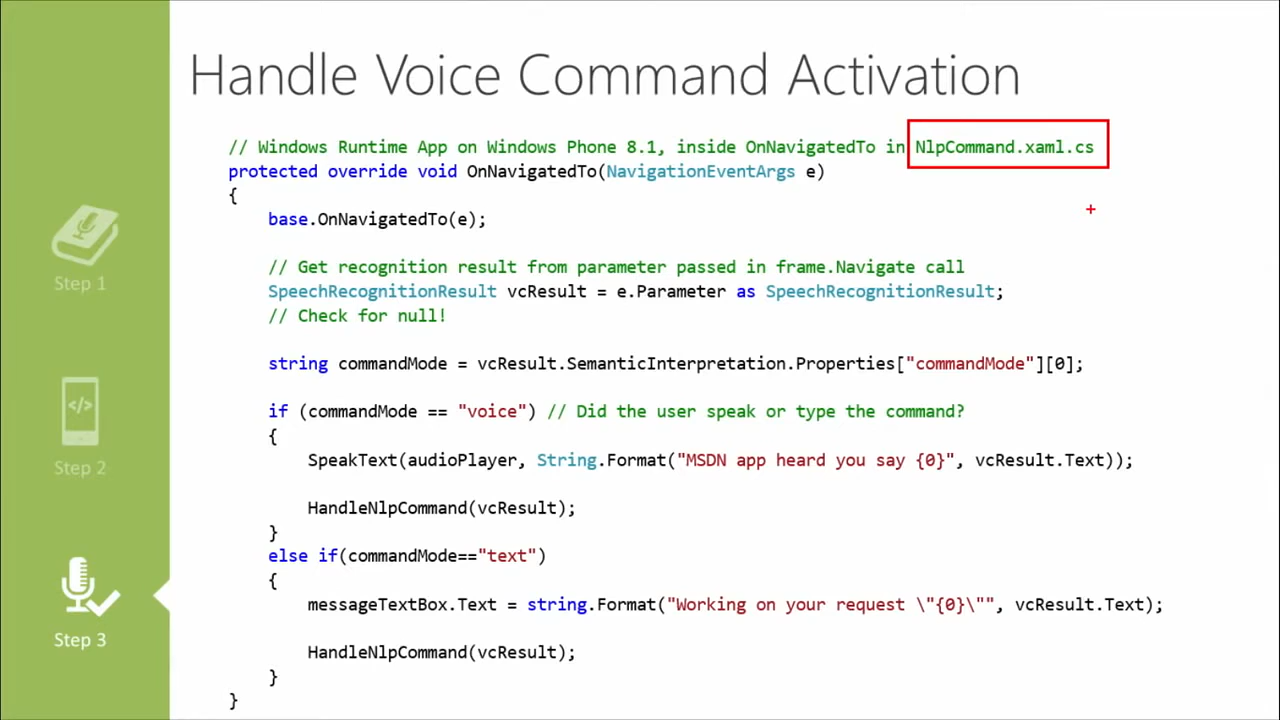 Handle Voice Command Activation
// Windows Runtime App on Windows Phone 8.1, inside OnNavigatedTo in NlpCommand.xaml.cs
protected override void OnNavigatedTo(NavigationEventArgs e)
{
base.OnNavigatedTo(e);
// Get recognition result from parameter passed in frame.Navigate call
SpeechRecognitionResult vcResult = e.Parameter as SpeechRecognitionResult;
// Check for null!
string commandMode = vcResult.SemanticInterpretation.Properties["commandMode"][0];
if (commandMode == "voice") // Did the user speak or type the command?
{
SpeakText(audioPlayer, String.Format("MSDN app heard you say {0}", vcResult.Text));
HandleNlpCommand(vcResult);
}
else if(commandMode=="text")
{
messageTextBox.Text = string.Format("Working on your request \"{0}\"", vcResult.Text);
HandleNlpCommand(vcResult);
}
}
Step 1
</>
Step 2
Step 3